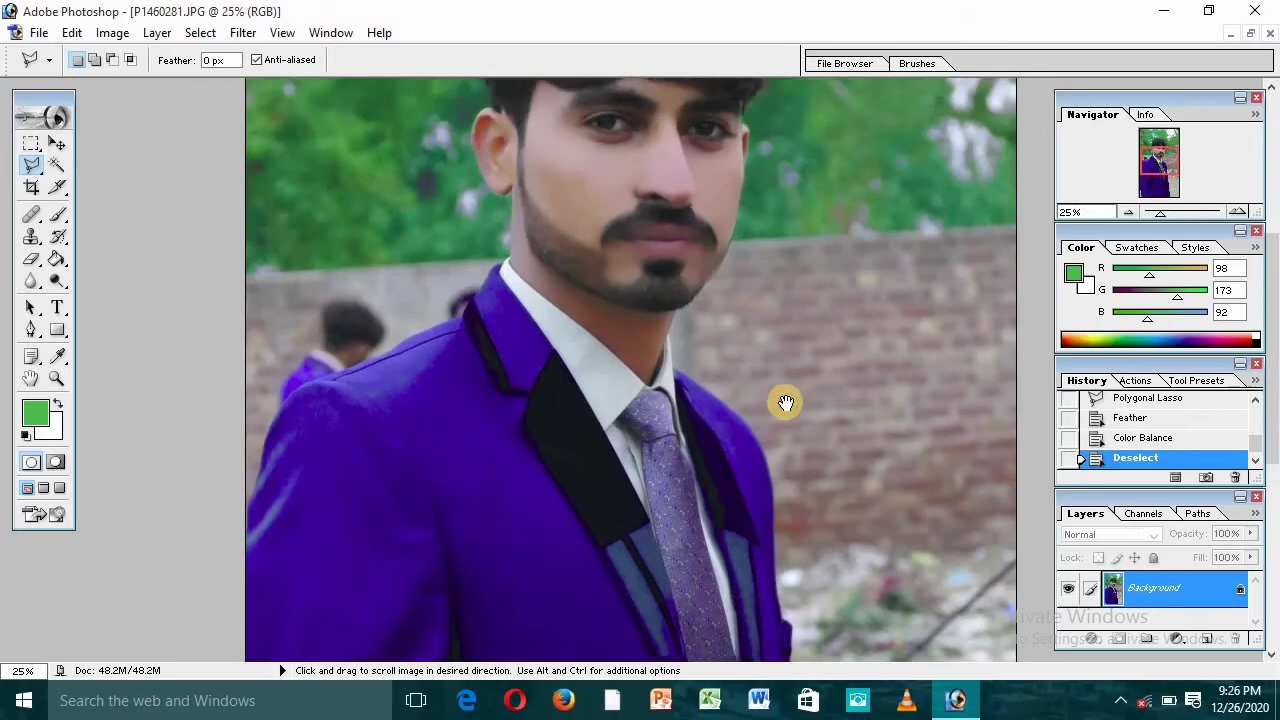 Adobe Photoshop - [P1460281.JPG @ 25% (RGB)]
File Edit Image Layer Select Filter View Window Help
Feather: 0 px Anti-aliased
File Browser Brushes
Navigator Info
25%
Color Swatches Styles
R 98
G 173
B 92
History Actions Tool Presets
Polygonal Lasso
Feather
Color Balance
Deselect
Layers Channels Paths
Normal Opacity: 100%
Lock: Fill: 100%
Background
25% Doc: 48.2M/48.2M Click and drag to scroll image in desired direction. Use Alt and Ctrl for additional options
Search the web and Windows
9:26 PM
12/26/2020